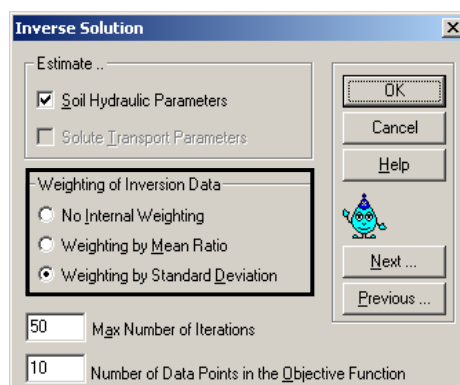 Inverse Solution
Estimate ..
Soil Hydraulic Parameters
Solute Transport Parameters
Weighting of Inversion Data
No Internal Weighting
Weighting by Mean Ratio
Weighting by Standard Deviation
50 Max Number of Iterations
10 Number of Data Points in the Objective Function
OK
Cancel
Help
Next ...
Previous ...